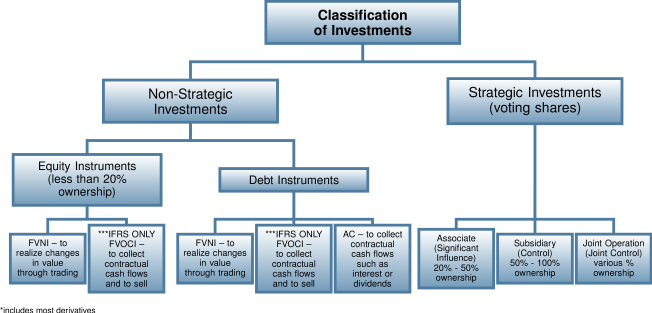 Classification
of Investments
Non-Strategic
Investments
Strategic Investments
(voting shares)
Equity Instruments
(less than 20%
ownership)
Debt Instruments
FVNI – to
realize changes
in value
through trading
***IFRS ONLY
FVOCI –
to collect
contractual
cash flows
and to sell
FVNI – to
realize changes
in value
through trading
***IFRS ONLY
FVOCI –
to collect
contractual
cash flows
and to sell
AC – to collect
contractual
cash flows
such as
interest or
dividends
Associate
(Significant
Influence)
20% - 50%
ownership
Subsidiary
(Control)
50% - 100%
ownership
Joint Operation
(Joint Control)
various %
ownership
*includes most derivatives